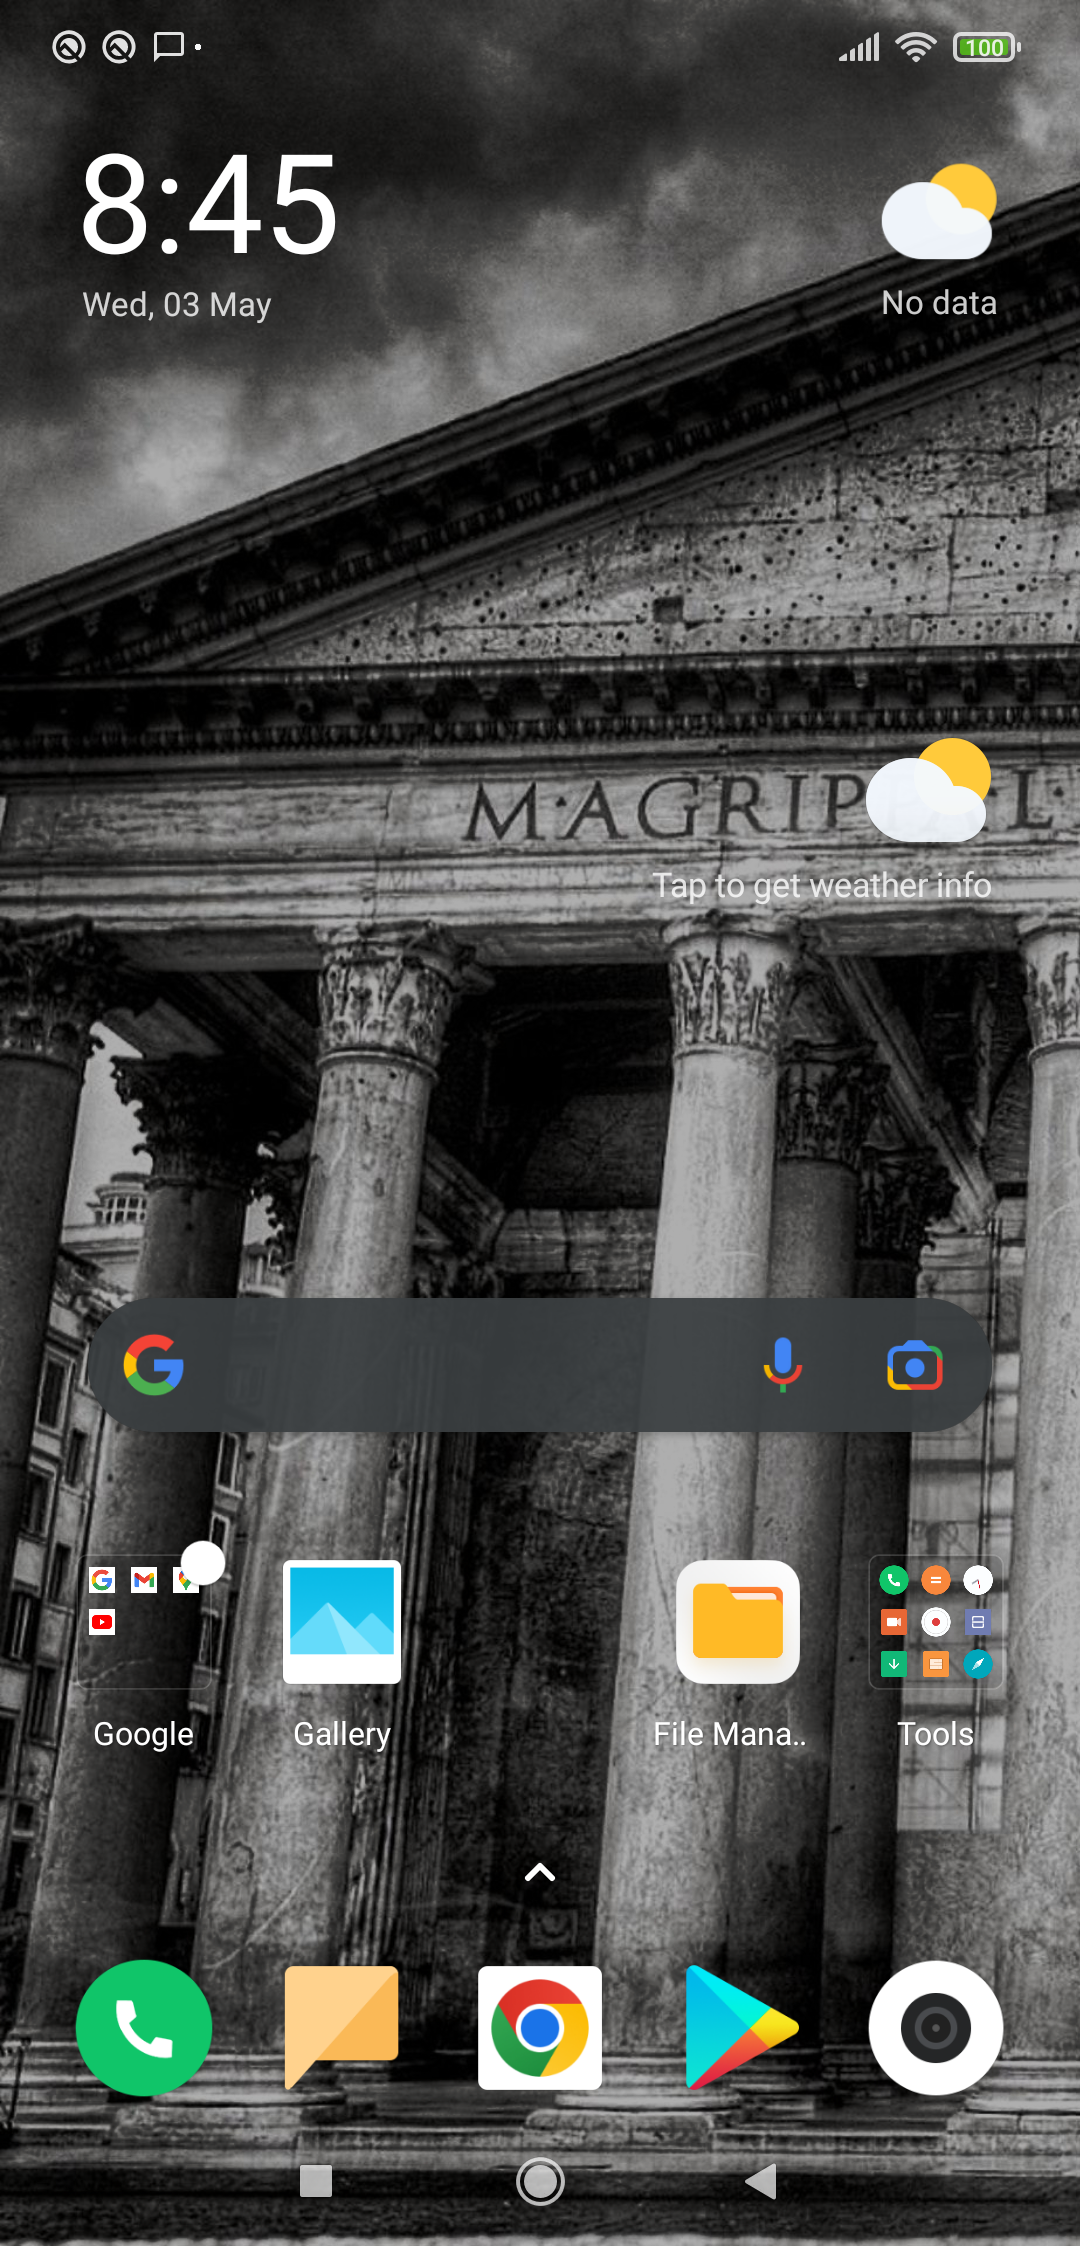 100
8:45
Wed, 03 May
No data
M·AGRIP
L·
Tap to get weather info
Google
Gallery
File Mana..
Tools